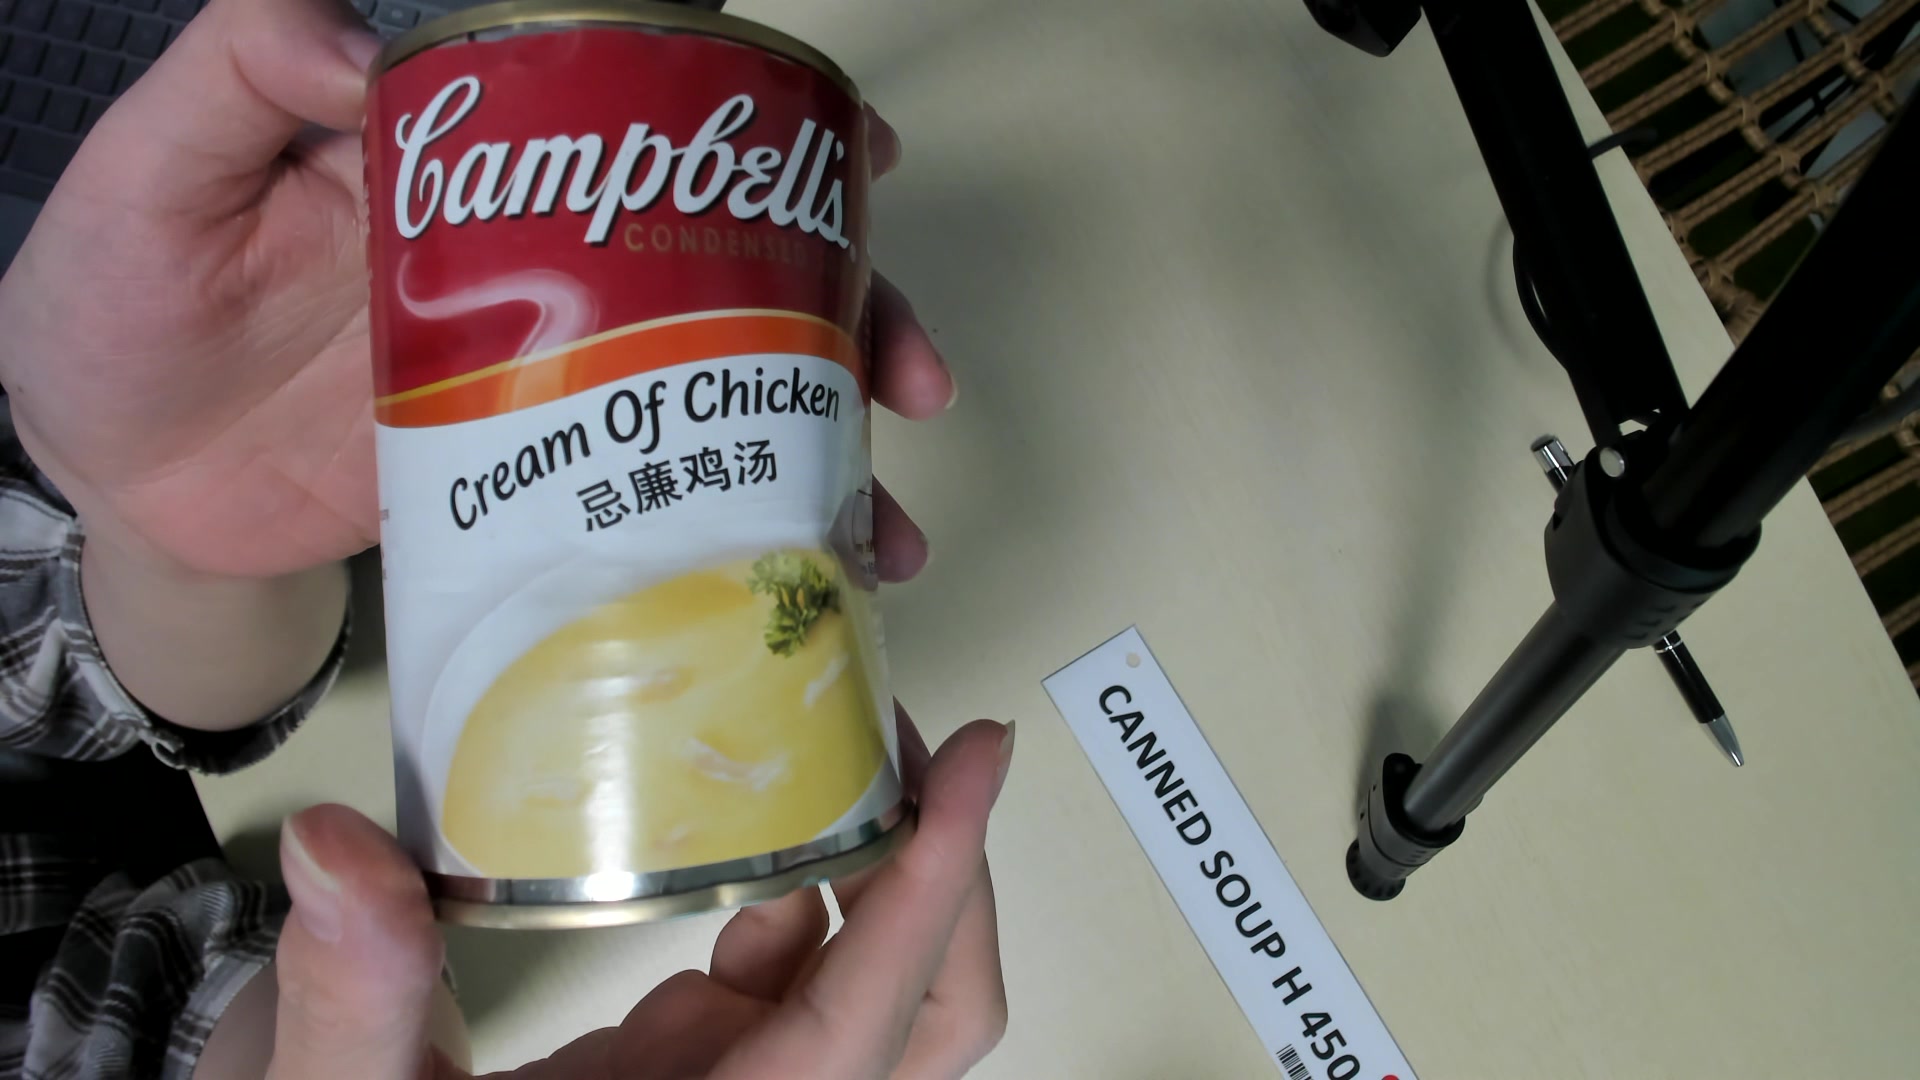 Campbell's
CONDENSED
Cream Of Chicken
忌廉鸡汤
CANNED SOUP H 450